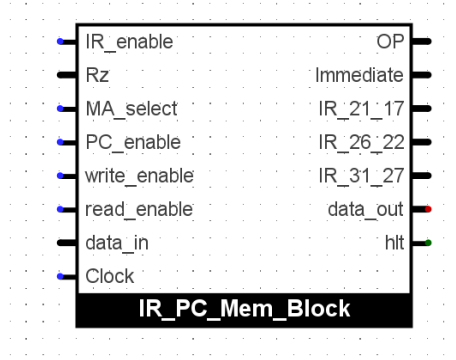 IR_enable OP
Rz Immediate
MA_select IR_21_17
PC_enable IR_26_22
write_enable IR_31_27
read_enable data_out
data_in hlt
Clock
IR_PC_Mem_Block